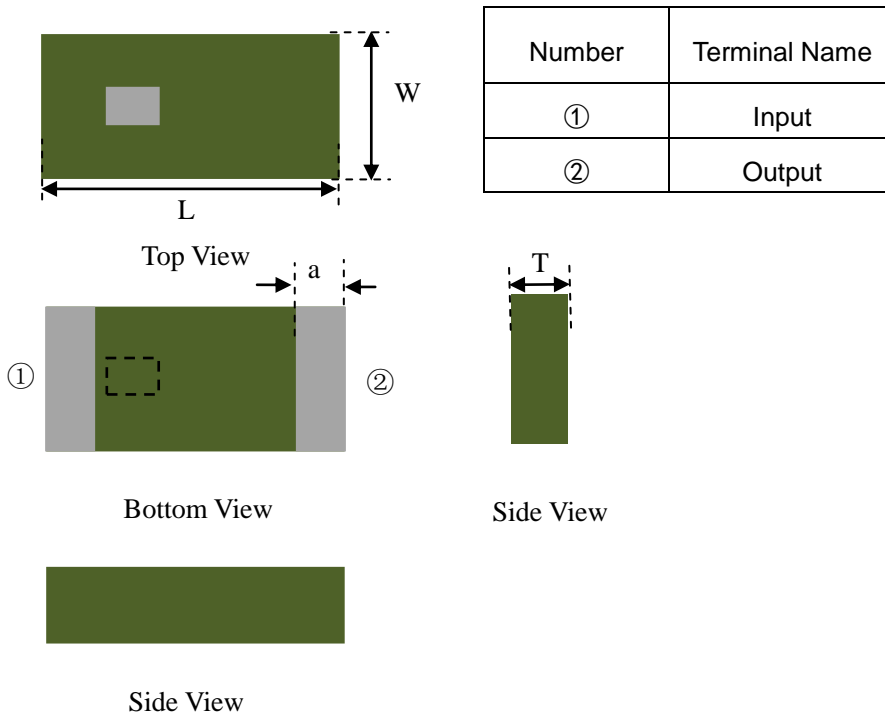 W
L
Top View
Number Terminal Name
① Input
② Output
a
①
②
Bottom View
T
Side View
Side View